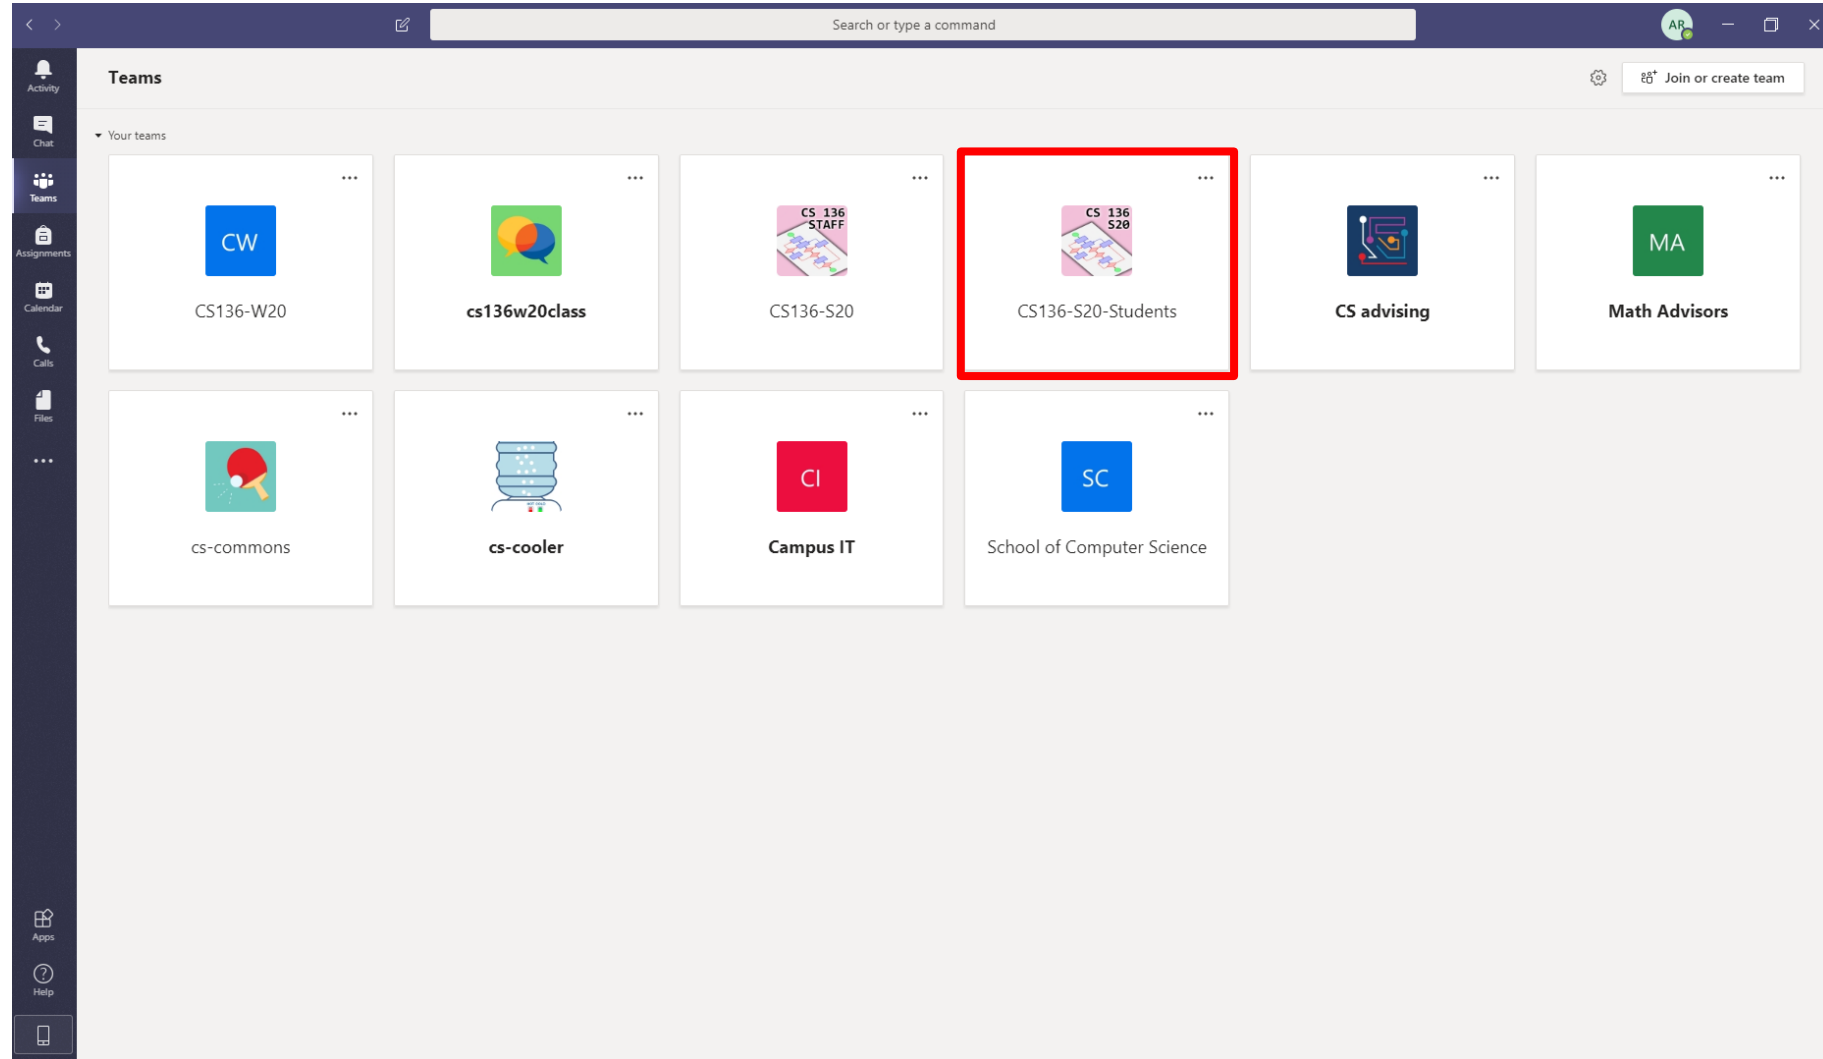 Search or type a command
AR
Activity
Chat
Teams
Assignments
Calendar
Calls
Files
Apps
Help
Teams
Join or create team
Your teams
CW
CS136-W20
cs136w20class
CS 136
STAFF
CS136-S20
CS 136
S20
CS136-S20-Students
CS advising
MA
Math Advisors
cs-commons
cs-cooler
CI
Campus IT
SC
School of Computer Science